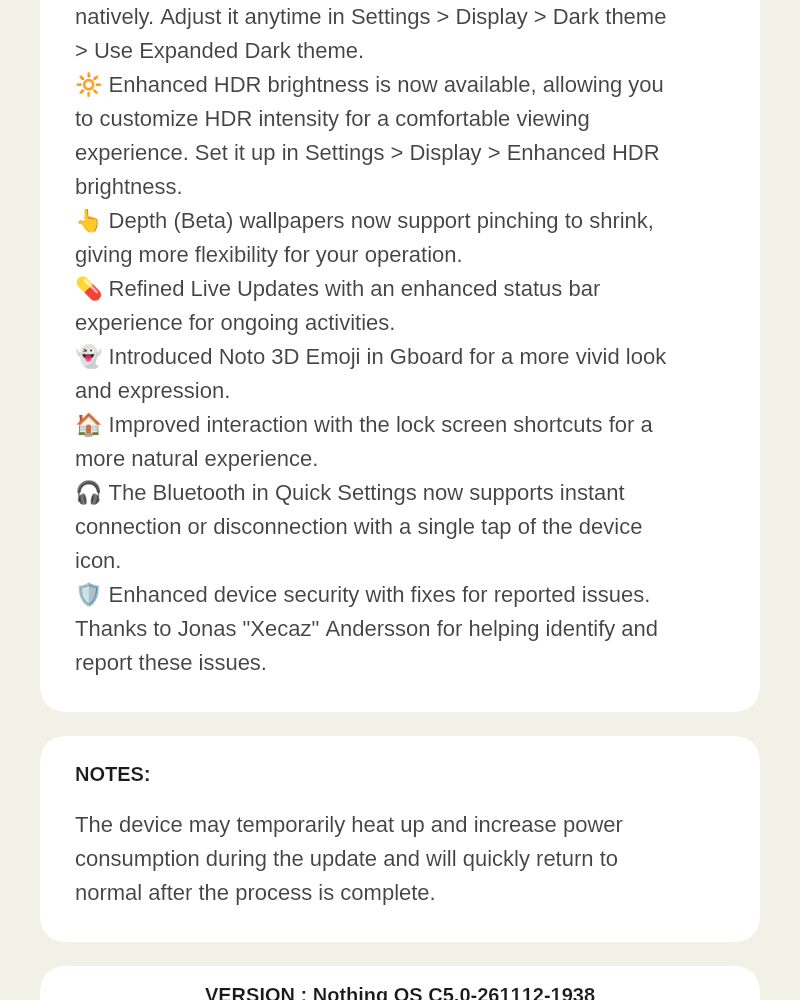 natively. Adjust it anytime in Settings > Display > Dark theme
> Use Expanded Dark theme.
🔆 Enhanced HDR brightness is now available, allowing you
to customize HDR intensity for a comfortable viewing
experience. Set it up in Settings > Display > Enhanced HDR
brightness.
👆 Depth (Beta) wallpapers now support pinching to shrink,
giving more flexibility for your operation.
💊 Refined Live Updates with an enhanced status bar
experience for ongoing activities.
👻 Introduced Noto 3D Emoji in Gboard for a more vivid look
and expression.
🏠 Improved interaction with the lock screen shortcuts for a
more natural experience.
🎧 The Bluetooth in Quick Settings now supports instant
connection or disconnection with a single tap of the device
icon.
🛡️ Enhanced device security with fixes for reported issues.
Thanks to Jonas "Xecaz" Andersson for helping identify and
report these issues.
NOTES:
The device may temporarily heat up and increase power
consumption during the update and will quickly return to
normal after the process is complete.
VERSION : Nothing OS C5.0-261112-1938